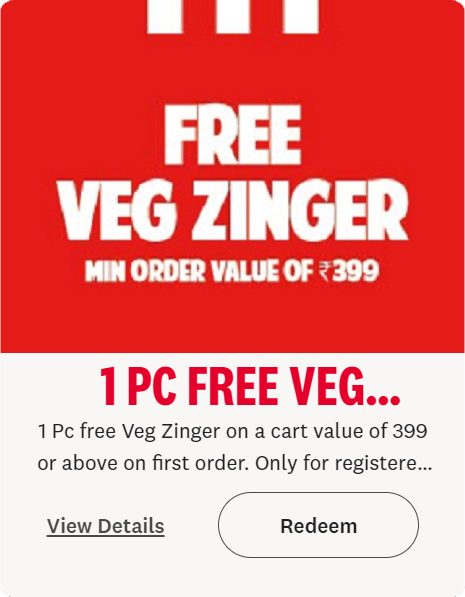 FREE
VEG ZINGER
MIN ORDER VALUE OF ₹399
1 PC FREE VEG...
1 Pc free Veg Zinger on a cart value of 399
or above on first order. Only for registere...
View Details
Redeem